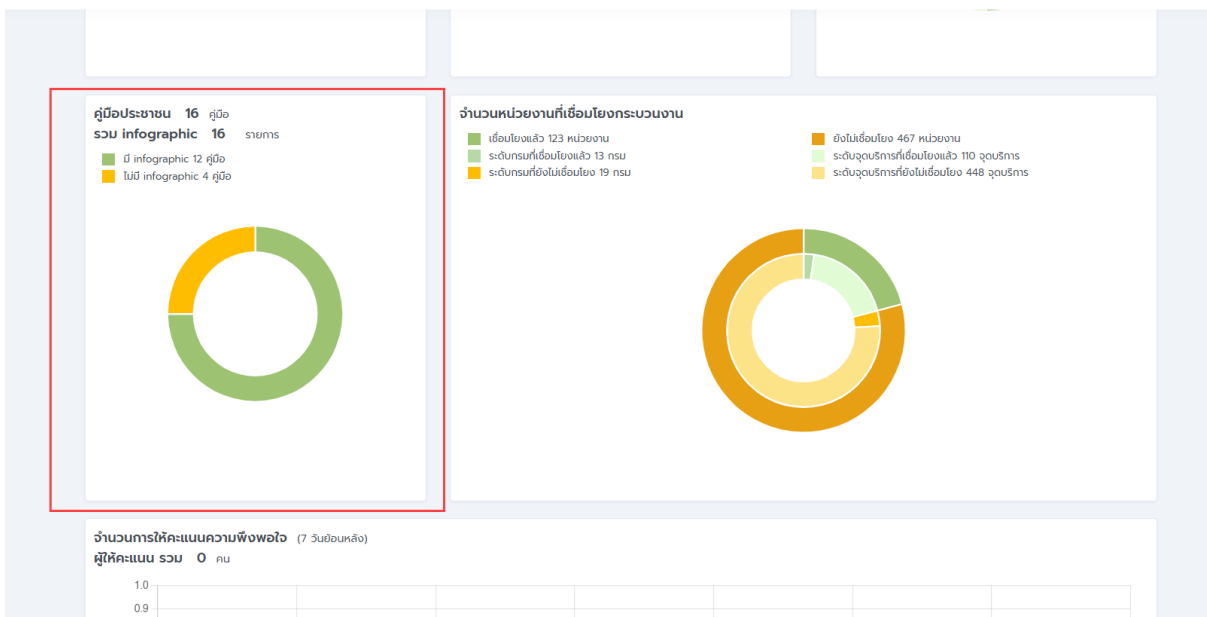 คู่มือประชาชน 16 คู่มือ
รวม infographic 16 รายการ
มี infographic 12 คู่มือ
ไม่มี infographic 4 คู่มือ
จำนวนหน่วยงานที่เชื่อมโยงกระบวนงาน
เชื่อมโยงแล้ว 123 หน่วยงาน
ยังไม่เชื่อมโยง 467 หน่วยงาน
ระดับกรมที่เชื่อมโยงแล้ว 13 กรม
ระดับจุดบริการที่เชื่อมโยงแล้ว 110 จุดบริการ
ระดับกรมที่ยังไม่เชื่อมโยง 19 กรม
ระดับจุดบริการที่ยังไม่เชื่อมโยง 448 จุดบริการ
จำนวนการให้คะแนนความพึงพอใจ (7 วันย้อนหลัง)
ผู้ให้คะแนน รวม 0 คน
1.0
0.9